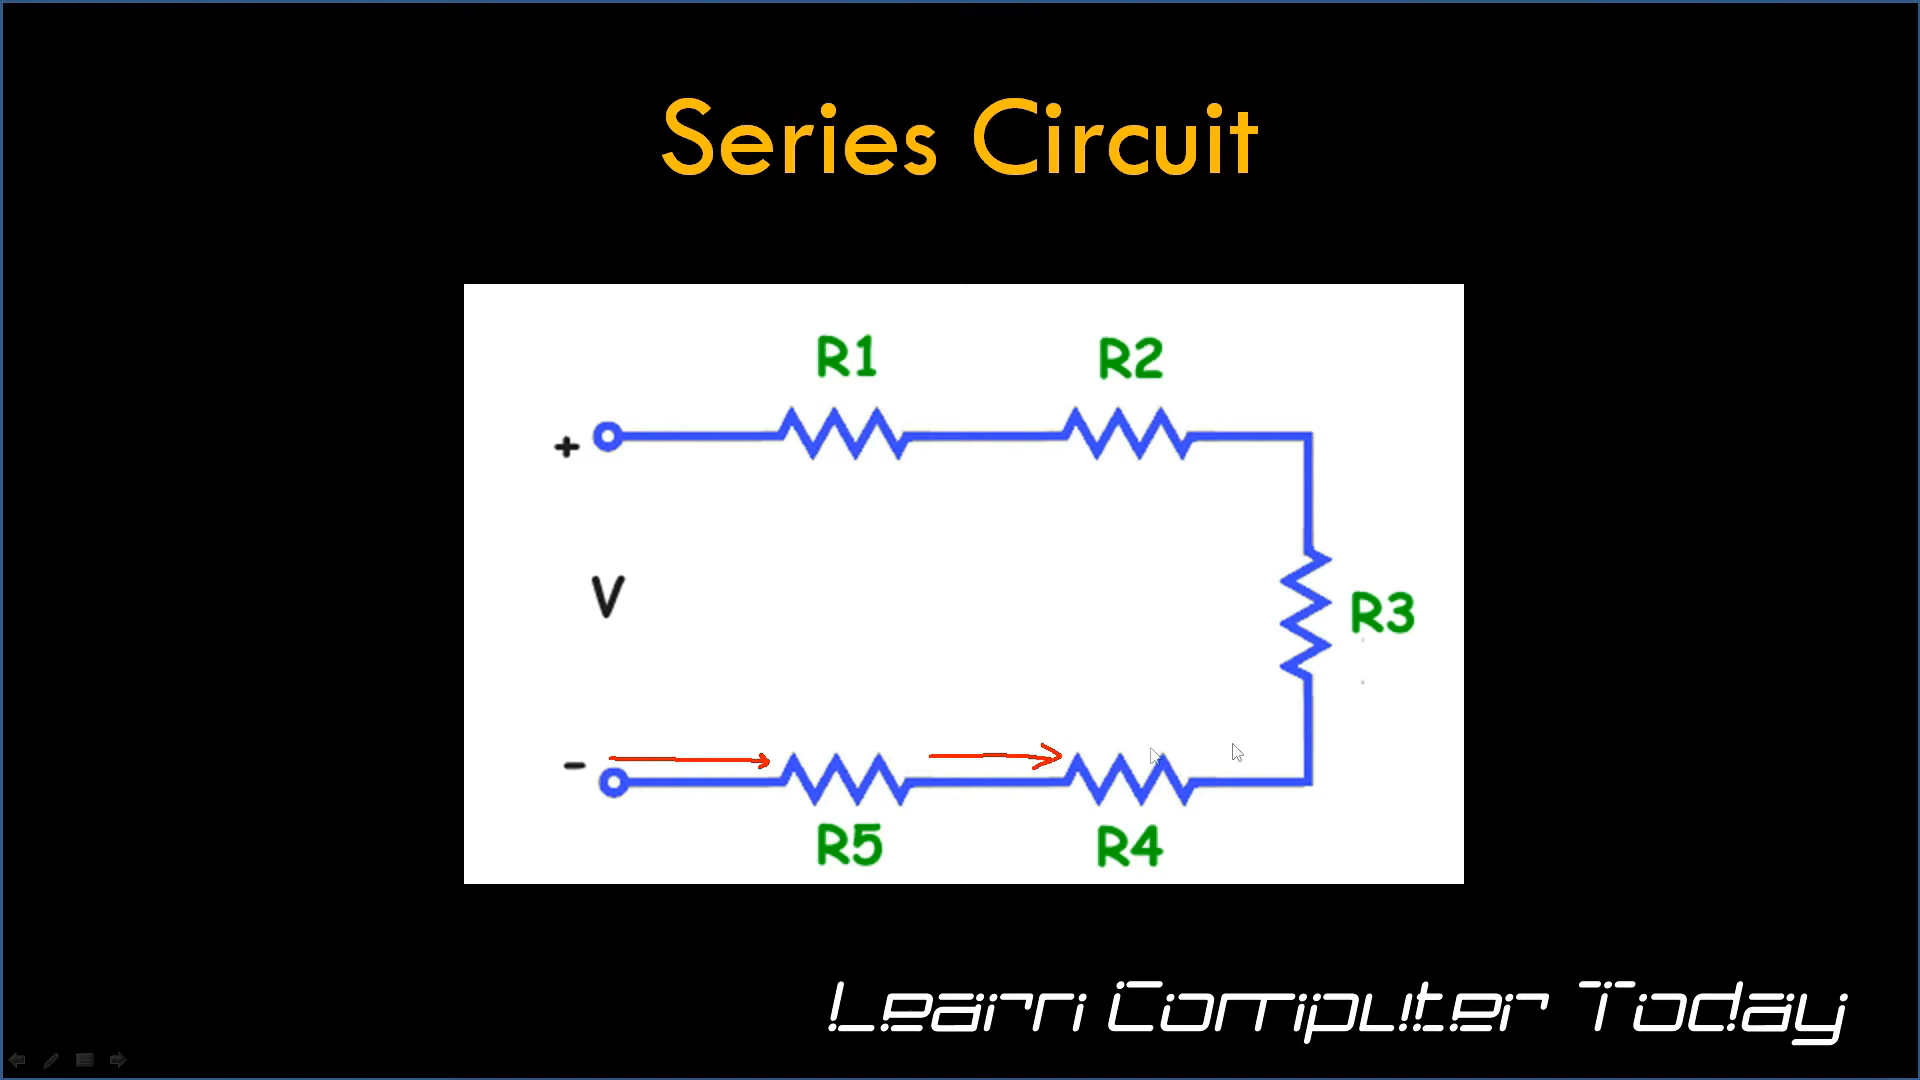 Series Circuit
R1 R2
+
V
R3
-
R5 R4
Learn Computer Today